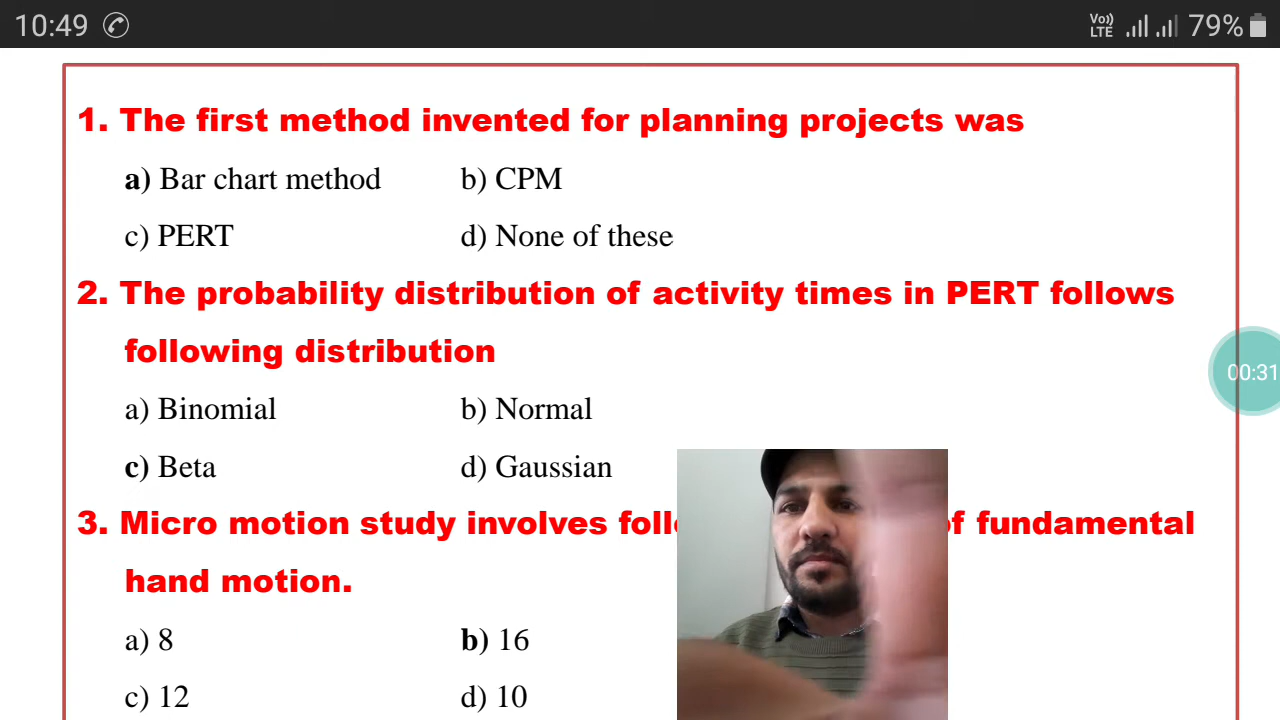 10:49
Vo))
LTE
79%
1. The first method invented for planning projects was
a) Bar chart method b) CPM
c) PERT d) None of these
2. The probability distribution of activity times in PERT follows
following distribution
a) Binomial b) Normal
00:31
c) Beta d) Gaussian
3. Micro motion study involves fundamental
hand motion.
a) 8 b) 16
c) 12 d) 10